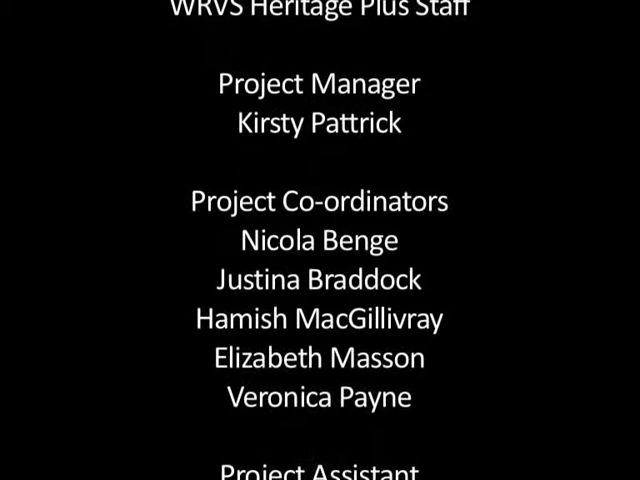 WRVS Heritage Plus Staff
Project Manager
Kirsty Pattrick
Project Co-ordinators
Nicola Benge
Justina Braddock
Hamish MacGillivray
Elizabeth Masson
Veronica Payne
Project Assistant